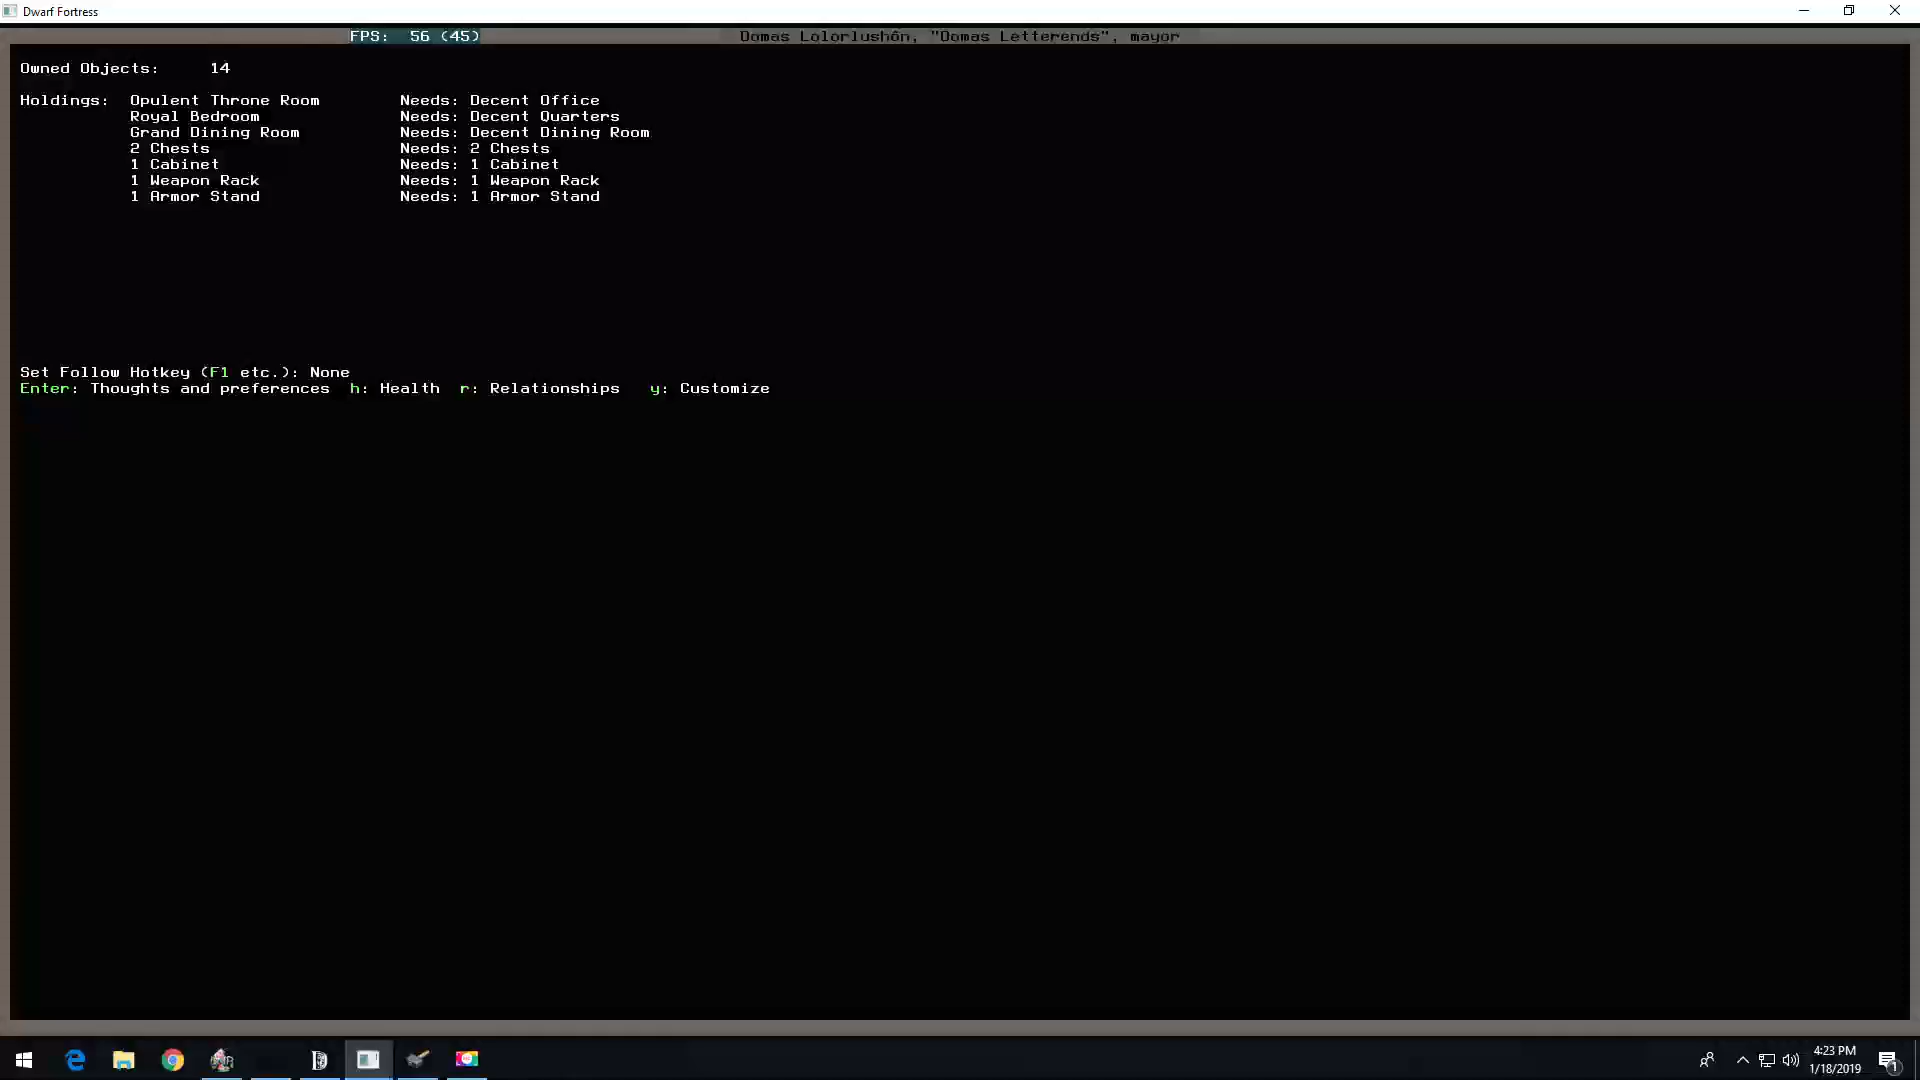 Dwarf Fortress
FPS: 56 (45) Domas Lolorlushôn, "Domas Letterends", mayor
Owned Objects: 14
Holdings: Opulent Throne Room Needs: Decent Office
Royal Bedroom Needs: Decent Quarters
Grand Dining Room Needs: Decent Dining Room
2 Chests Needs: 2 Chests
1 Cabinet Needs: 1 Cabinet
1 Weapon Rack Needs: 1 Weapon Rack
1 Armor Stand Needs: 1 Armor Stand
Set Follow Hotkey (F1 etc.): None
Enter: Thoughts and preferences h: Health r: Relationships y: Customize
4:23 PM
1/18/2019
1